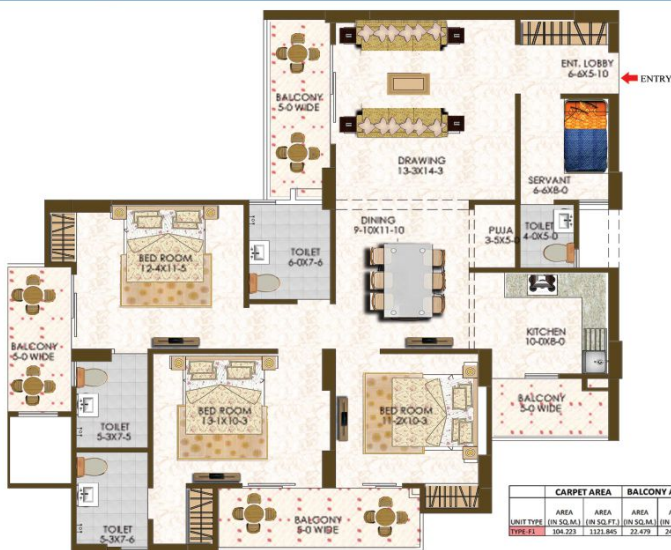 ENT. LOBBY
6-6X5-10
ENTRY
BALCONY
5-0 WIDE
DRAWING
13-3X14-3
SERVANT
6-6X8-0
DINING
9-10X11-10
PUJA
3-5X5-0
TOILET
4-0X5-0
TOILET
6-0X7-6
BED ROOM
12-4X11-5
KITCHEN
10-0X8-0
BALCONY
5-0 WIDE
BALCONY
5-0 WIDE
BED ROOM
13-1X10-3
BED ROOM
11-2X10-3
TOILET
5-3X7-5
TOILET
5-3X7-6
BALCONY
5-0 WIDE
CARPET AREA BALCONY
UNIT TYPE AREA (IN SQ.M.) AREA (IN SQ.FT.) AREA (IN SQ.M.)
TYPE-F1 104.223 1121.845 22.479